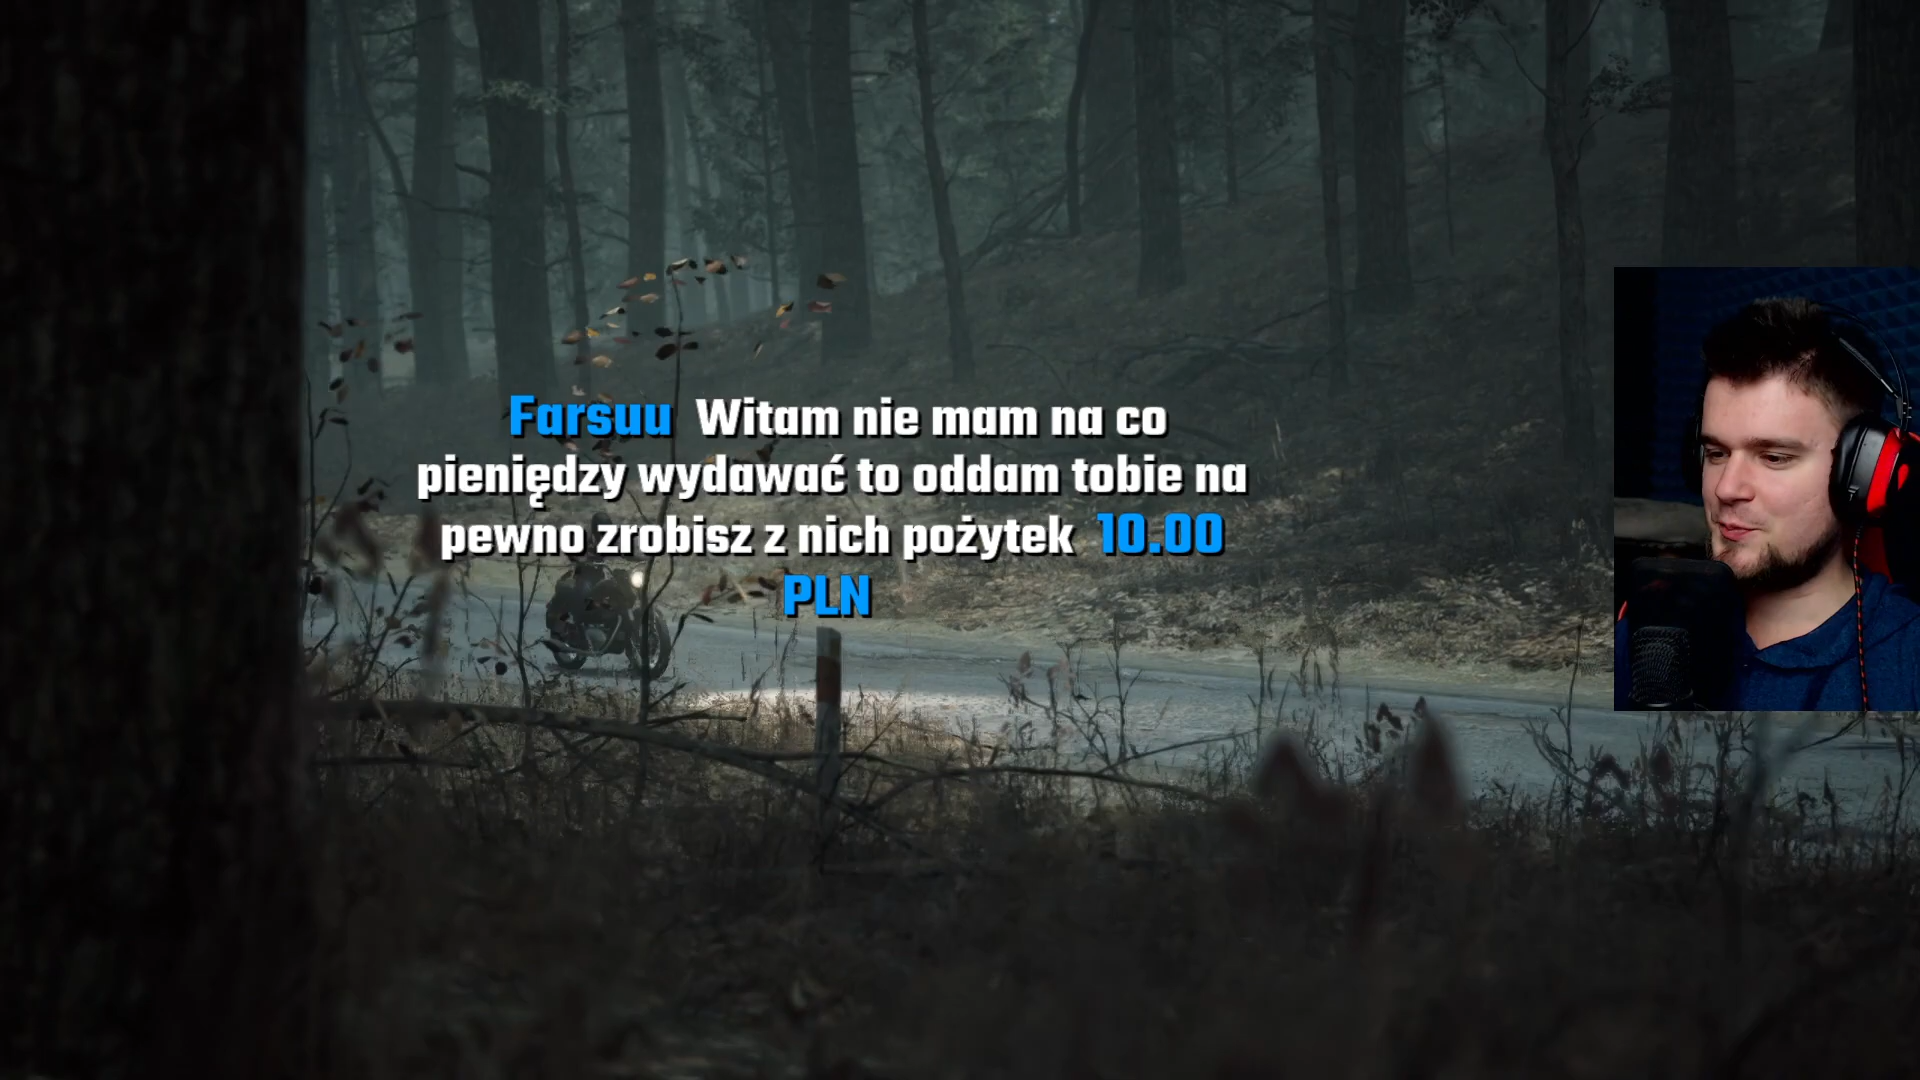 Farsuu Witam nie mam na co
pieniędzy wydawać to oddam tobie na
pewno zrobisz z nich pożytek 10.00
PLN